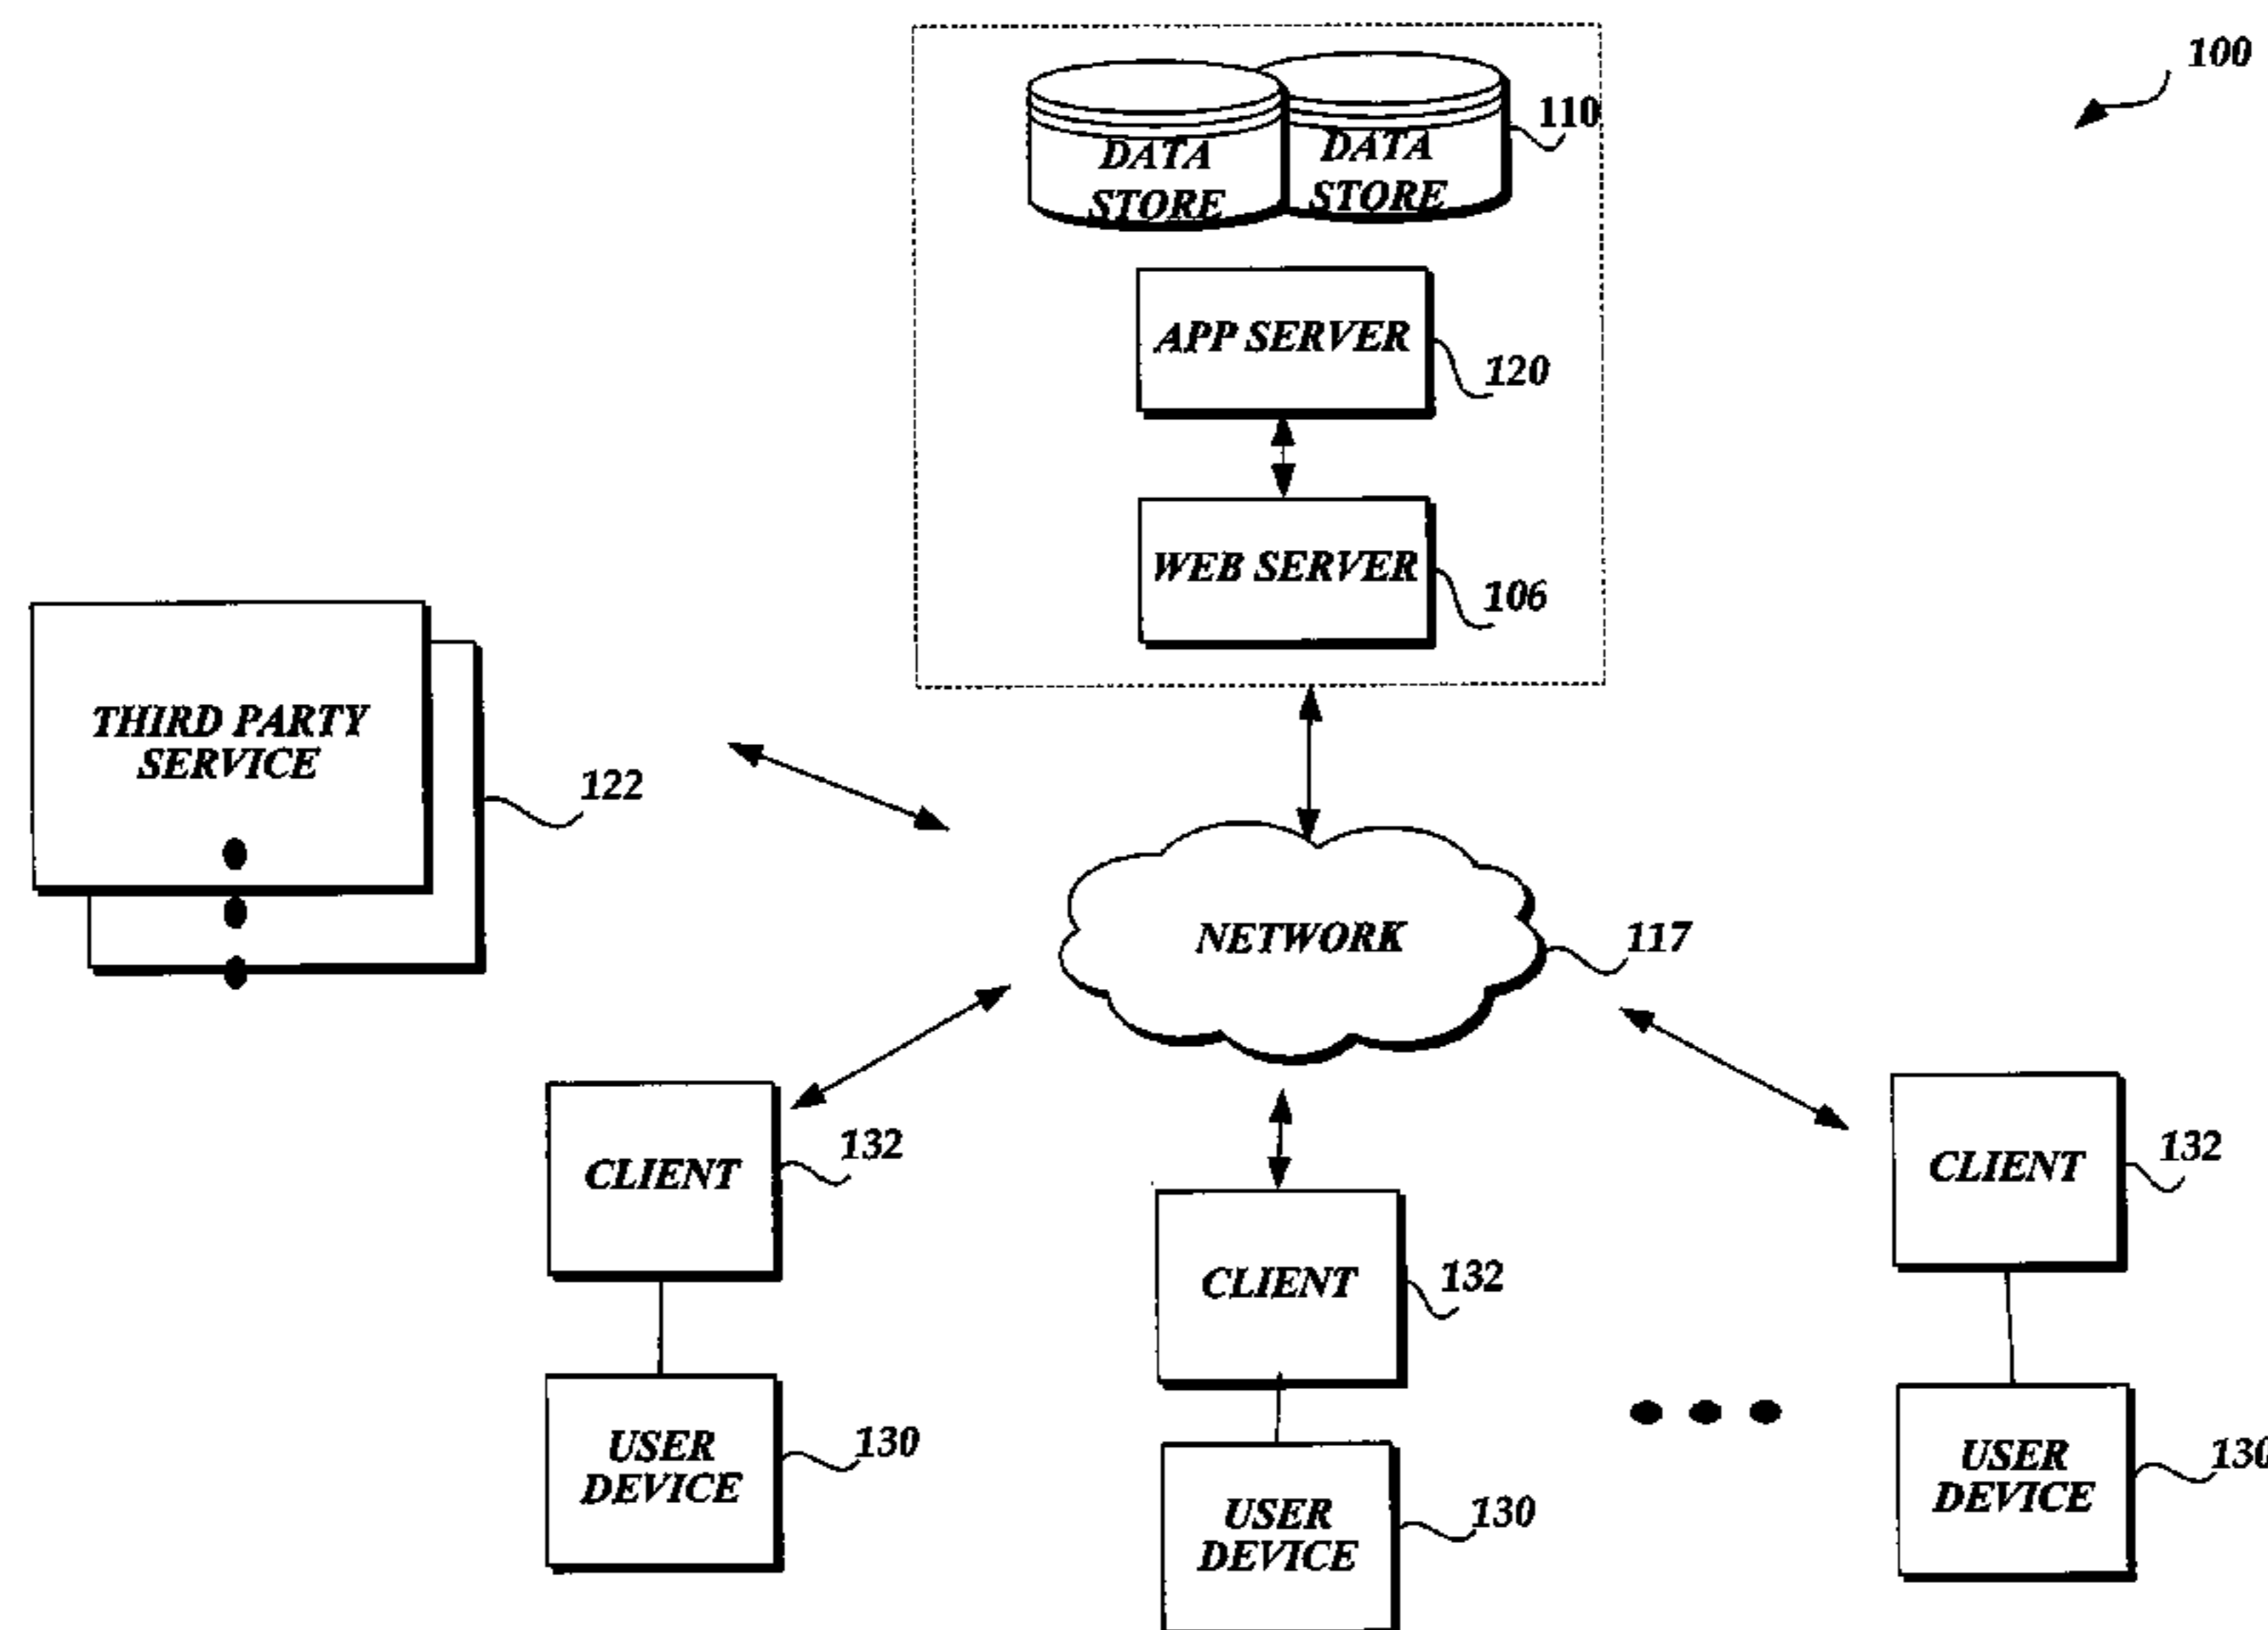 100
110
DATA
STORE
DATA
STORE
APP SERVER
120
WEB SERVER
106
THIRD PARTY
SERVICE
122
NETWORK
117
CLIENT
132
CLIENT
132
CLIENT
132
USER
DEVICE
130
USER
DEVICE
130
USER
DEVICE
130